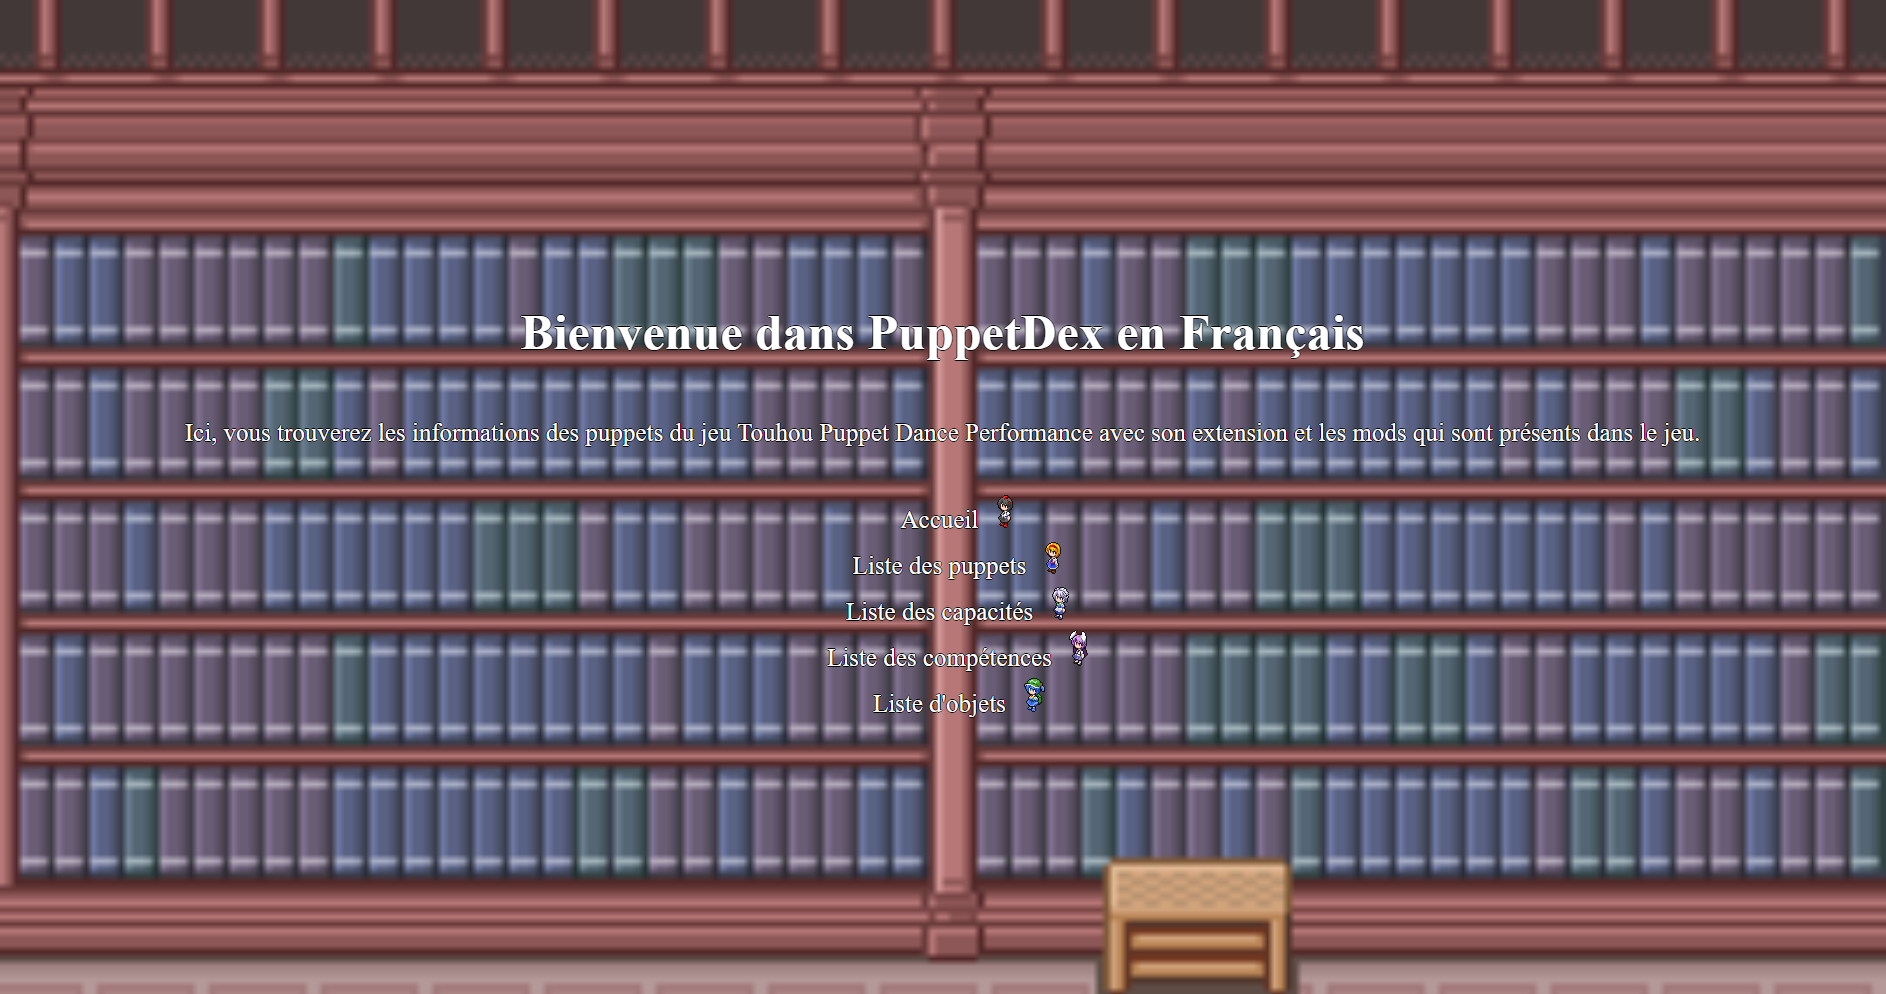 Bienvenue dans PuppetDex en Français
Ici, vous trouverez les informations des puppets du jeu Touhou Puppet Dance Performance avec son extension et les mods qui sont présents dans le jeu.
Accueil
Liste des puppets
Liste des capacités
Liste des compétences
Liste d'objets